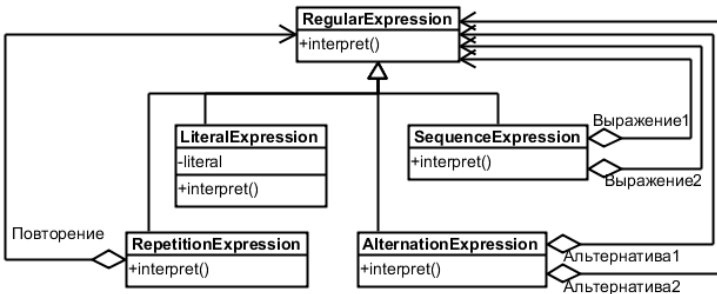 RegularExpression
+interpret()
Выражение1
LiteralExpression
SequenceExpression
-literal
+interpret()
+interpret()
Выражение2
Повторение
RepetitionExpression
AlternationExpression
Альтернатива1
+interpret()
+interpret()
Альтернатива2